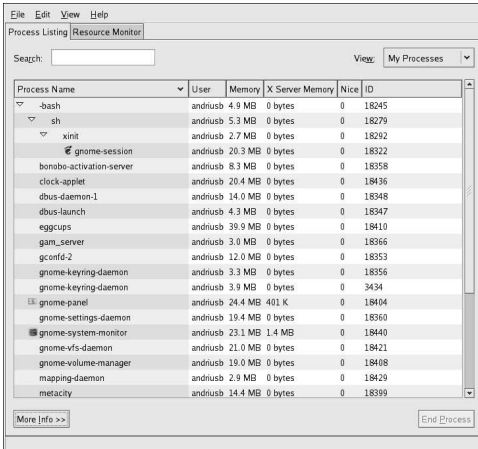 File Edit View Help
Process Listing Resource Monitor
Search: View: My Processes
Process Name User Memory X Server Memory Nice ID
-bash andriusb 4.9 MB 0 bytes 0 18245
sh andriusb 5.3 MB 0 bytes 0 18279
xinit andriusb 2.7 MB 0 bytes 0 18292
gnome-session andriusb 20.3 MB 0 bytes 0 18322
bonobo-activation-server andriusb 8.3 MB 0 bytes 0 18358
clock-applet andriusb 20.4 MB 0 bytes 0 18436
dbus-daemon-1 andriusb 14.0 MB 0 bytes 0 18348
dbus-launch andriusb 4.3 MB 0 bytes 0 18347
eggcups andriusb 39.9 MB 0 bytes 0 18410
gam_server andriusb 3.0 MB 0 bytes 0 18366
gconfd-2 andriusb 12.0 MB 0 bytes 0 18353
gnome-keyring-daemon andriusb 3.3 MB 0 bytes 0 18356
gnome-keyring-daemon andriusb 3.9 MB 0 bytes 0 3434
gnome-panel andriusb 24.4 MB 401 K 0 18404
gnome-settings-daemon andriusb 19.4 MB 0 bytes 0 18360
gnome-system-monitor andriusb 23.1 MB 1.4 MB 0 18440
gnome-vfs-daemon andriusb 21.0 MB 0 bytes 0 18421
gnome-volume-manager andriusb 19.0 MB 0 bytes 0 18408
mapping-daemon andriusb 2.9 MB 0 bytes 0 18429
metacity andriusb 14.4 MB 0 bytes 0 18399
More Info >> End Process